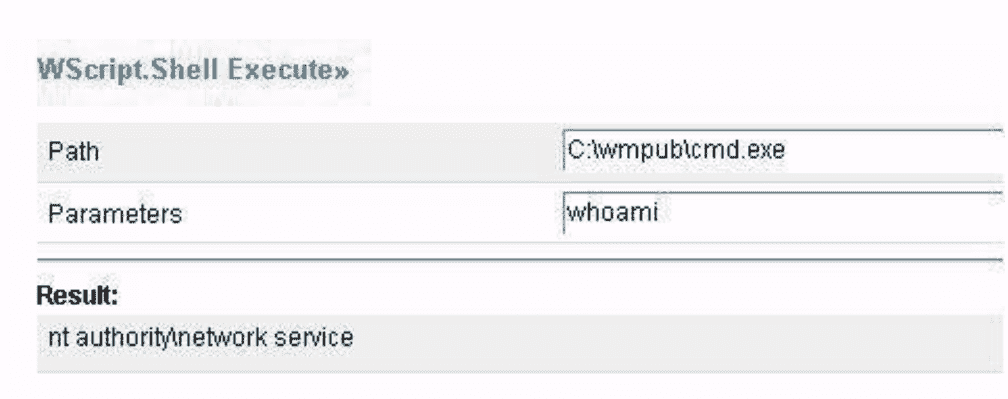 WScript.Shell Execute»
Path C:\wmpub\cmd.exe
Parameters whoami
Result:
nt authority\network service